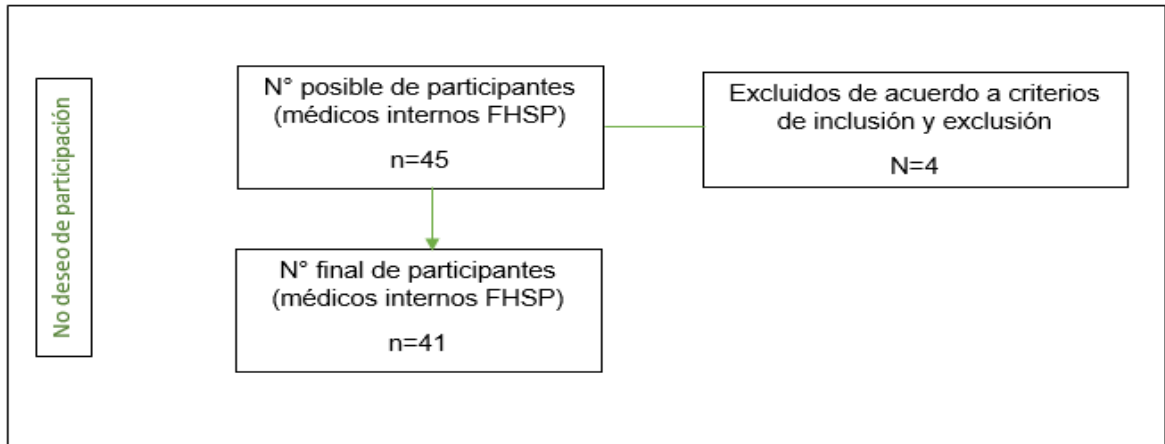 No deseo de participación
N° posible de participantes
(médicos internos FHSP)
n=45
Excluidos de acuerdo a criterios
de inclusión y exclusión
N=4
N° final de participantes
(médicos internos FHSP)
n=41